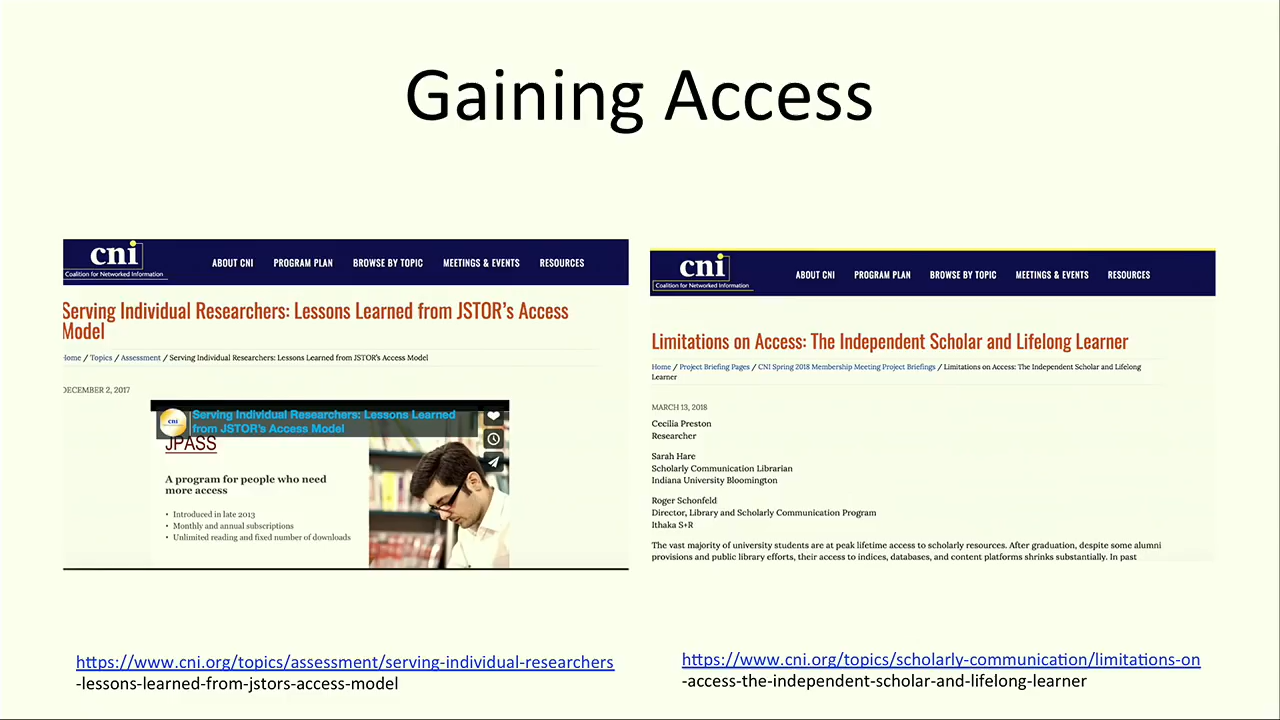 Gaining Access
cni
Coalition for Networked Information
ABOUT CNI PROGRAM PLAN BROWSE BY TOPIC MEETINGS & EVENTS RESOURCES
Serving Individual Researchers: Lessons Learned from JSTOR's Access
Model
Home / Topics / Assessment / Serving Individual Researchers: Lessons Learned from JSTOR's Access Model
DECEMBER 2, 2017
cni
Serving Individual Researchers: Lessons Learned
from JSTOR's Access Model
JPASS
A program for people who need
more access
• Introduced in late 2013
• Monthly and annual subscriptions
• Unlimited reading and fixed number of downloads
https://www.cni.org/topics/assessment/serving-individual-researchers
-lessons-learned-from-jstors-access-model
cni
Coalition for Networked Information
ABOUT CNI PROGRAM PLAN BROWSE BY TOPIC MEETINGS & EVENTS RESOURCES
Limitations on Access: The Independent Scholar and Lifelong Learner
Home / Project Briefing Pages / CNI Spring 2018 Membership Meeting Project Briefings / Limitations on Access: The Independent Scholar and Lifelong
Learner
MARCH 13, 2018
Cecilia Preston
Researcher
Sarah Hare
Scholarly Communication Librarian
Indiana University Bloomington
Roger Schonfeld
Director, Library and Scholarly Communication Program
Ithaka S+R
The vast majority of university students are at peak lifetime access to scholarly resources. After graduation, despite some alumni
provisions and public library efforts, their access to indices, databases, and content platforms shrinks substantially. In past
https://www.cni.org/topics/scholarly-communication/limitations-on
-access-the-independent-scholar-and-lifelong-learner